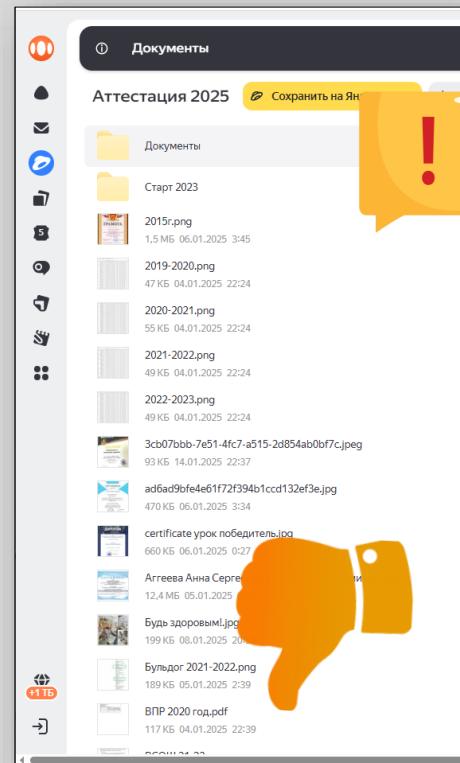 Документы
Аттестация 2025
Сохранить на Ян
Документы
Старт 2023
2015г.png
1,5 МБ 06.01.2025 3:45
2019-2020.png
47 КБ 04.01.2025 22:24
2020-2021.png
55 КБ 04.01.2025 22:24
2021-2022.png
49 КБ 04.01.2025 22:24
2022-2023.png
49 КБ 04.01.2025 22:24
3cb07bbb-7e51-4fc7-a515-2d854ab0bf7c.jpeg
93 КБ 14.01.2025 22:37
ad6ad9bfe4e61f72f394b1ccd132ef3e.jpg
470 КБ 06.01.2025 3:34
certificate урок победитель.jpg
660 КБ 06.01.2025 0:27
Аггеева Анна Серге
12,4 МБ 05.01.2025
Будь здоровым!.jpg
199 КБ 08.01.2025
Бульдог 2021-2022.png
189 КБ 05.01.2025 2:39
ВПР 2020 год.pdf
117 КБ 04.01.2025 22:39
5
+1 ТБ
!